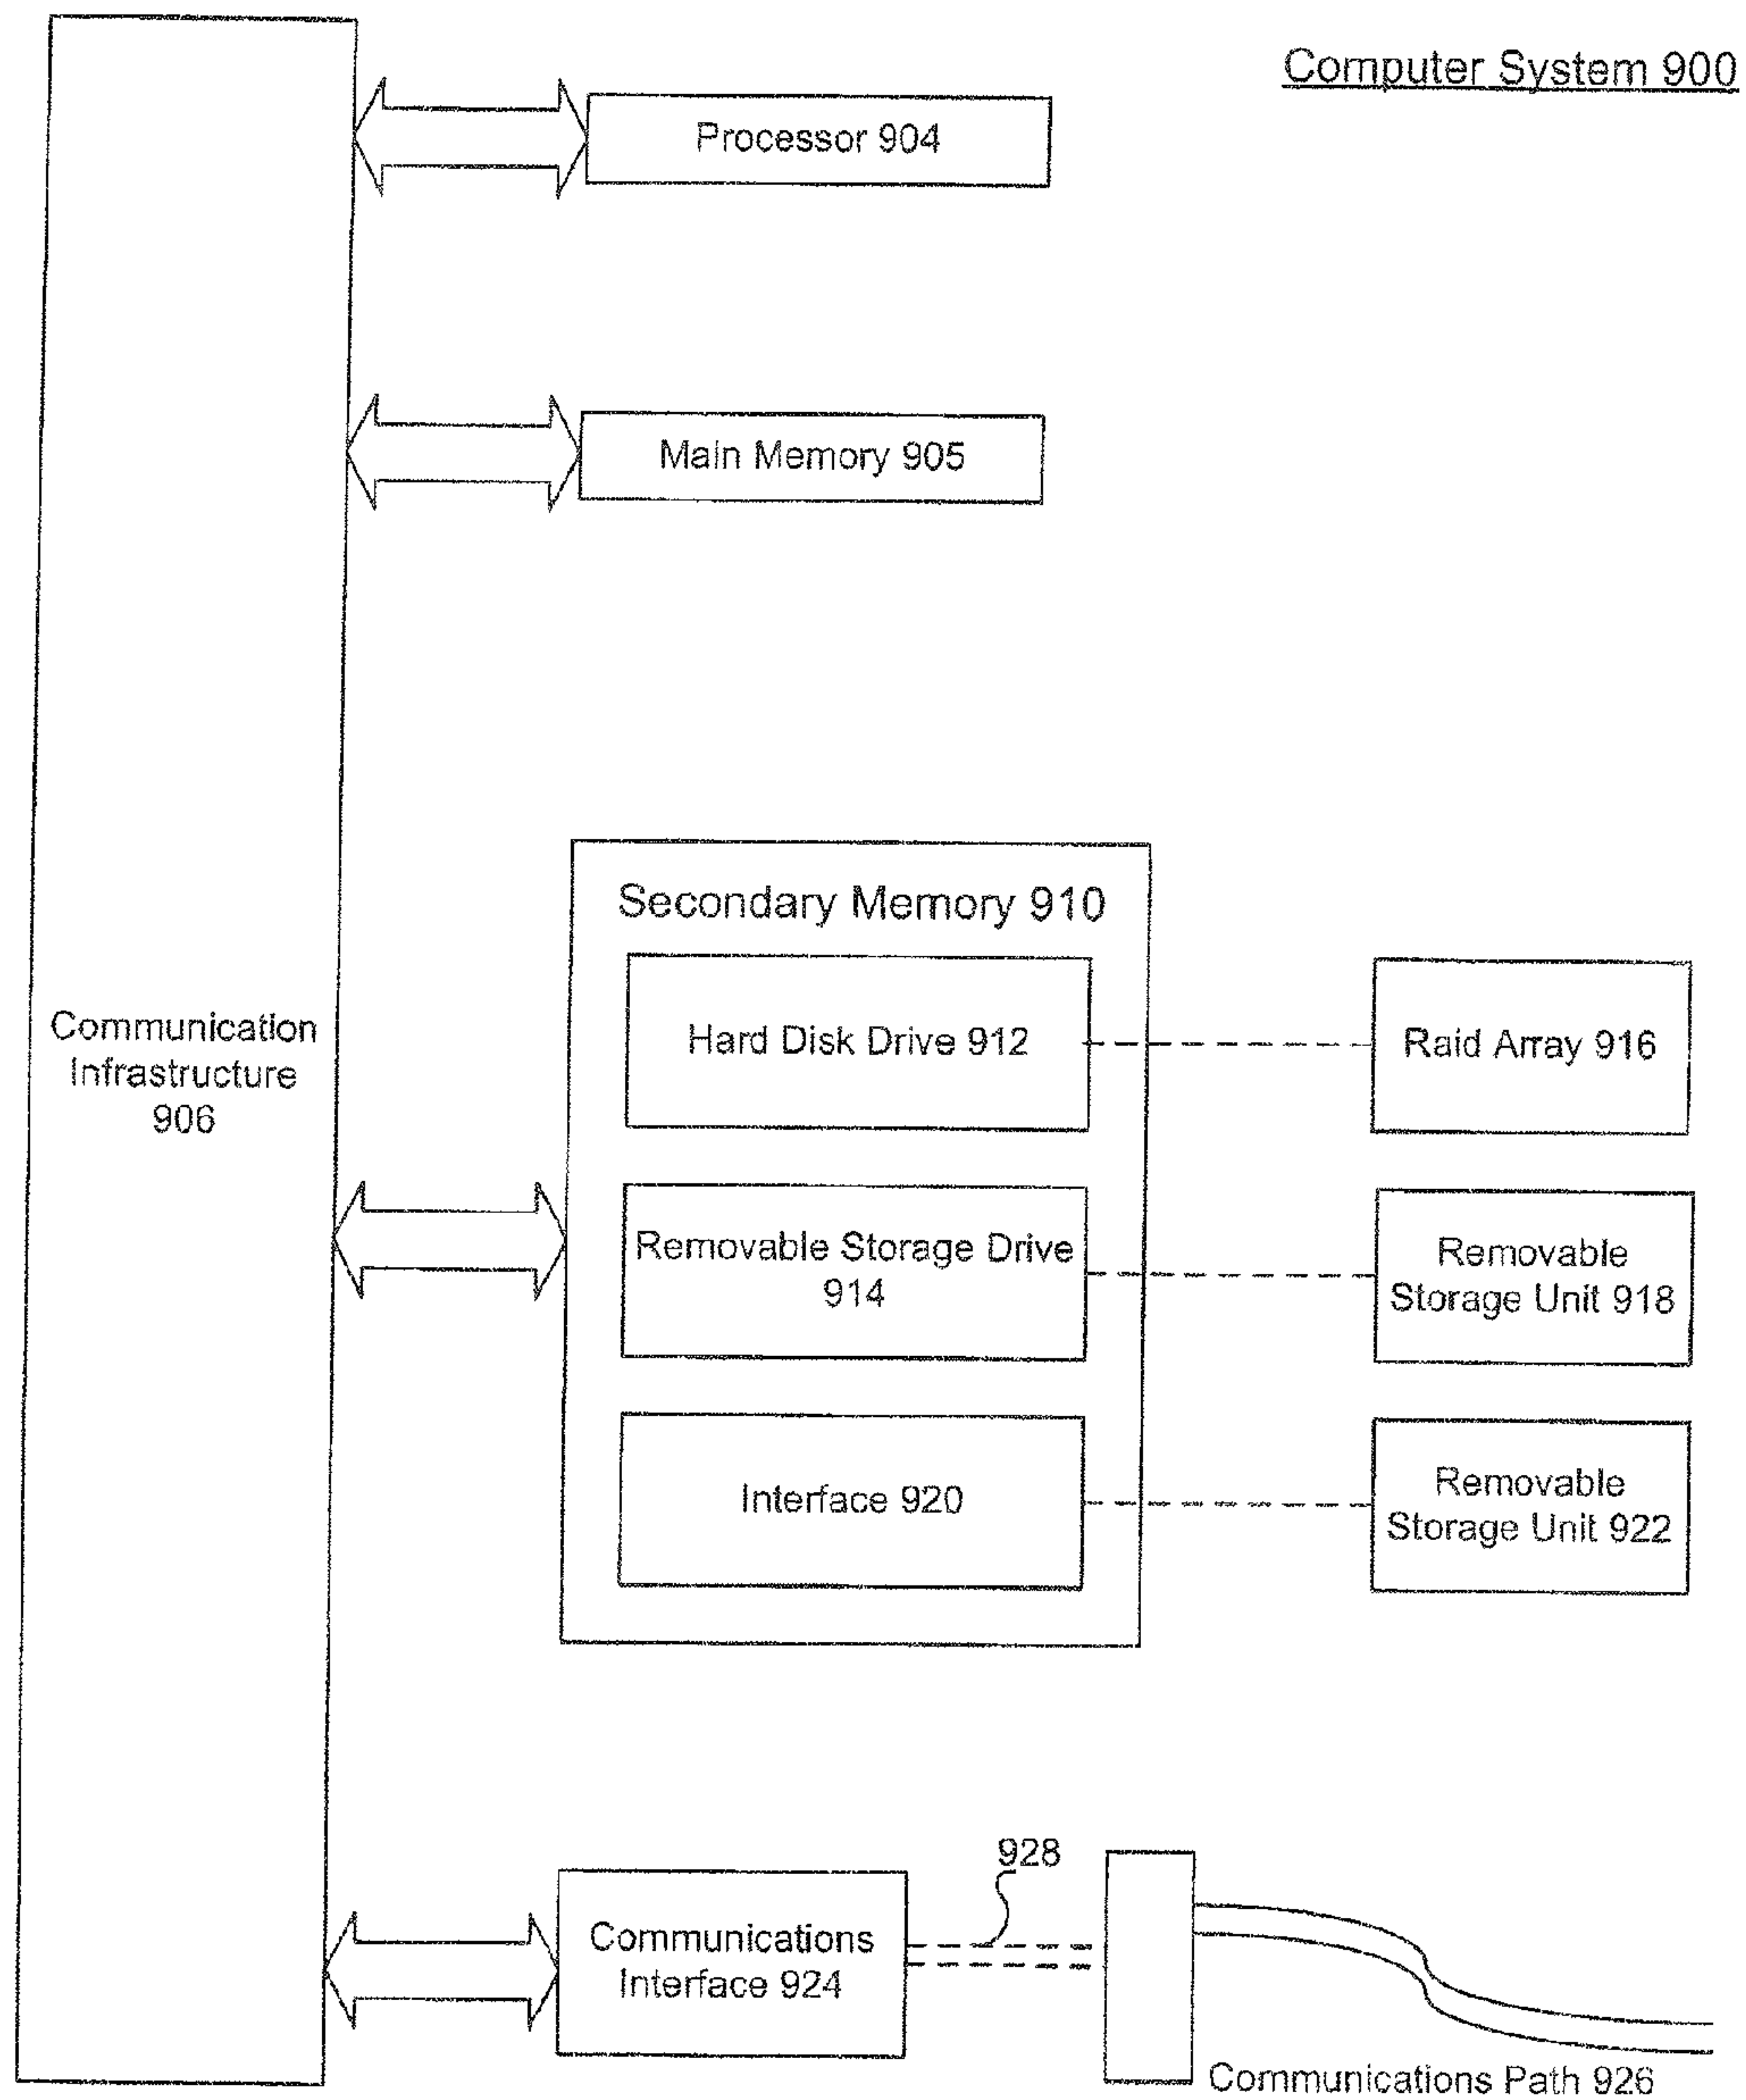 Computer System 900
Processor 904
Main Memory 905
Communication
Infrastructure
906
Secondary Memory 910
Hard Disk Drive 912
Raid Array 916
Removable Storage Drive
914
Removable
Storage Unit 918
Interface 920
Removable
Storage Unit 922
928
Communications
Interface 924
Communications Path 926